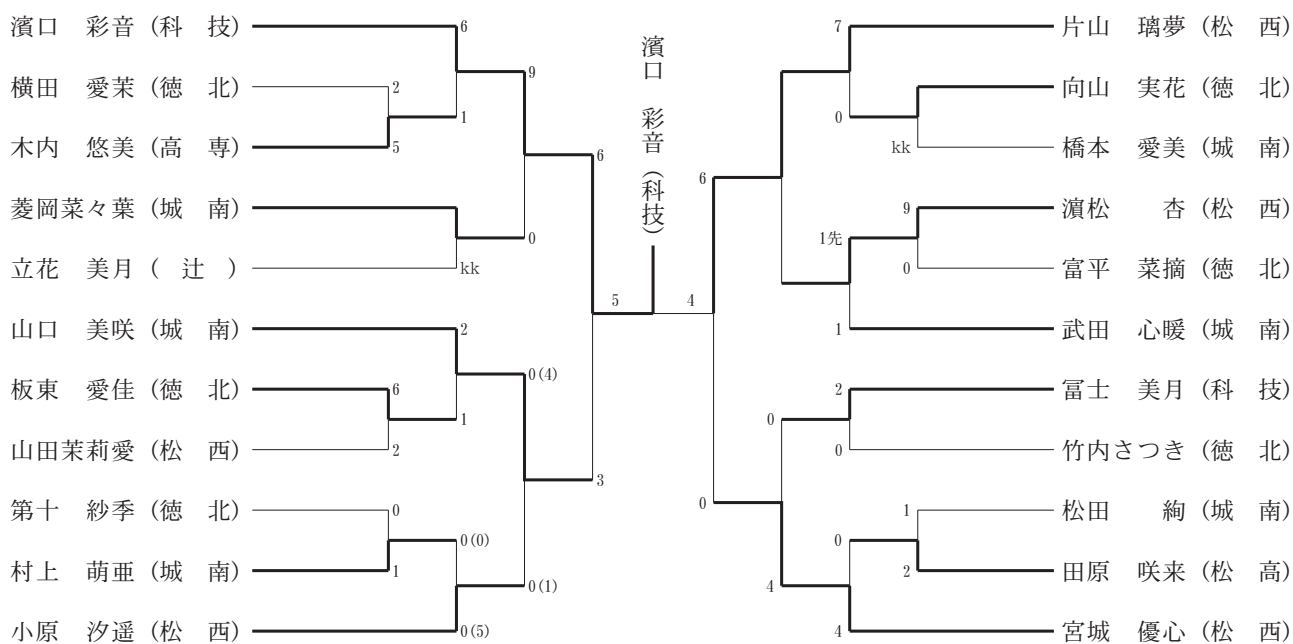 濱口　彩音（科　技）
横田　愛茉（徳　北）
木内　悠美（高　専）
菱岡菜々葉（城　南）
立花　美月（　辻　）
山口　美咲（城　南）
板東　愛佳（徳　北）
山田茉莉愛（松　西）
第十　紗季（徳　北）
村上　萌亜（城　南）
小原　汐遥（松　西）
2
5
6
2
0
1
6
1
kk
2
1
0(0)
0(5)
9
0
0(4)
0(1)
6
3
5
濱口　彩音（科技）
4
6
0
0
4
7
0
1先
1
2
0
0
4
kk
9
0
1
2
片山　璃夢（松　西）
向山　実花（徳　北）
橋本　愛美（城　南）
濵松　　杏（松　西）
富平　菜摘（徳　北）
武田　心暖（城　南）
冨士　美月（科　技）
竹内さつき（徳　北）
松田　　絢（城　南）
田原　咲来（松　高）
宮城　優心（松　西）